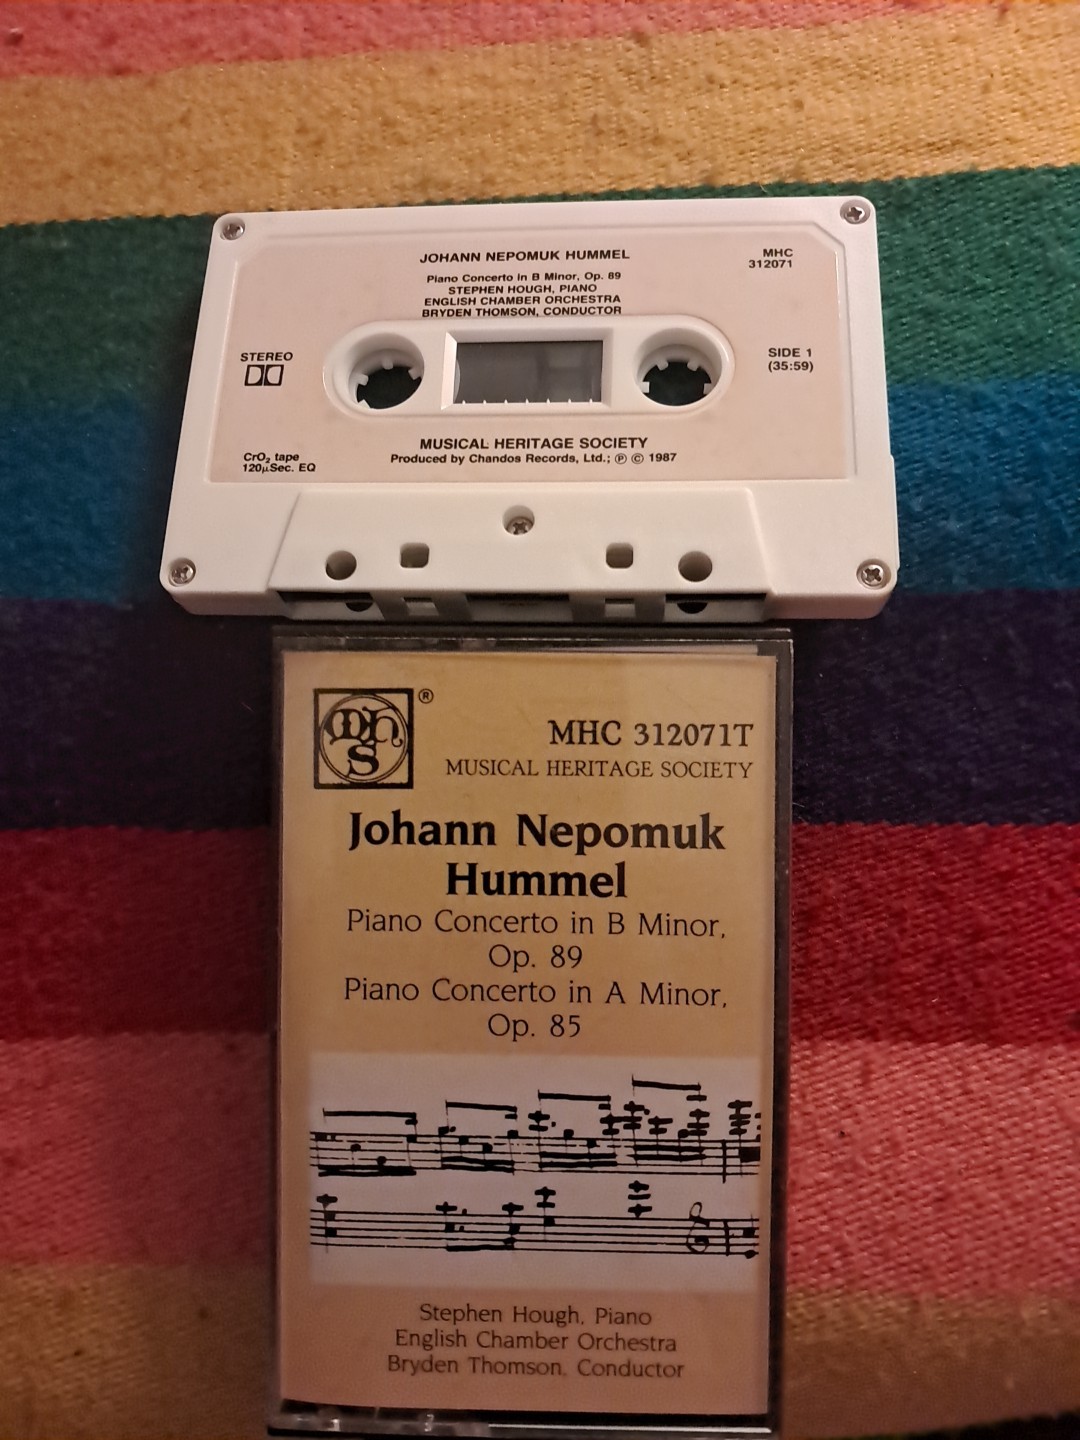 JOHANN NEPOMUK HUMMEL
MHC
312071
Piano Concerto in B Minor, Op. 89
STEPHEN HOUGH, PIANO
ENGLISH CHAMBER ORCHESTRA
BRYDEN THOMSON, CONDUCTOR
STEREO
SIDE 1
(35:59)
MUSICAL HERITAGE SOCIETY
Produced by Chandos Records, Ltd.; ℗ © 1987
CrO₂ tape
120µSec. EQ
mhs ®
MHC 312071T
MUSICAL HERITAGE SOCIETY
Johann Nepomuk
Hummel
Piano Concerto in B Minor,
Op. 89
Piano Concerto in A Minor,
Op. 85
Stephen Hough, Piano
English Chamber Orchestra
Bryden Thomson, Conductor